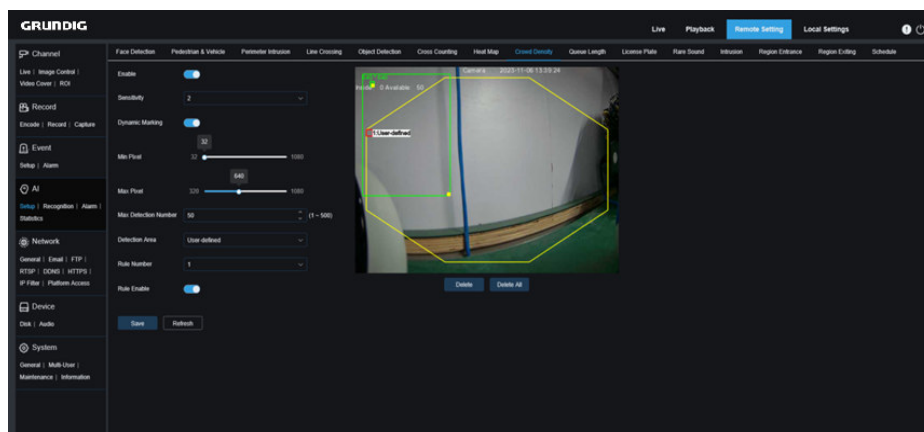 GRUNDIG
Live Playback Remote Setting Local Settings
Channel
Live | Image Control |
Video Cover | ROI
Record
Encode | Record | Capture
Event
Setup | Alarm
AI
Setup | Recognition | Alarm |
Statistics
Network
General | Email | FTP |
RTSP | DDNS | HTTPS |
IP Filter | Platform Access
Device
Disk | Audio
System
General | Multi-User |
Maintenance | Information
Face Detection Pedestrian & Vehicle Perimeter Intrusion Line Crossing Object Detection Cross Counting Heat Map Crowd Density Queue Length License Plate Rare Sound Intrusion Region Entrance Region Exiting Schedule
Enable
Sensitivity 2
Dynamic Marking
32
Min Pixel 32 1080
640
Max Pixel 320 1080
Max Detection Number 50 (1 ~ 500)
Detection Area User-defined
Rule Number 1
Rule Enable
Save Refresh
Camera 2023-11-06 13:39:24
Inside: 0 Available: 50
1.User-defined
Delete Delete All